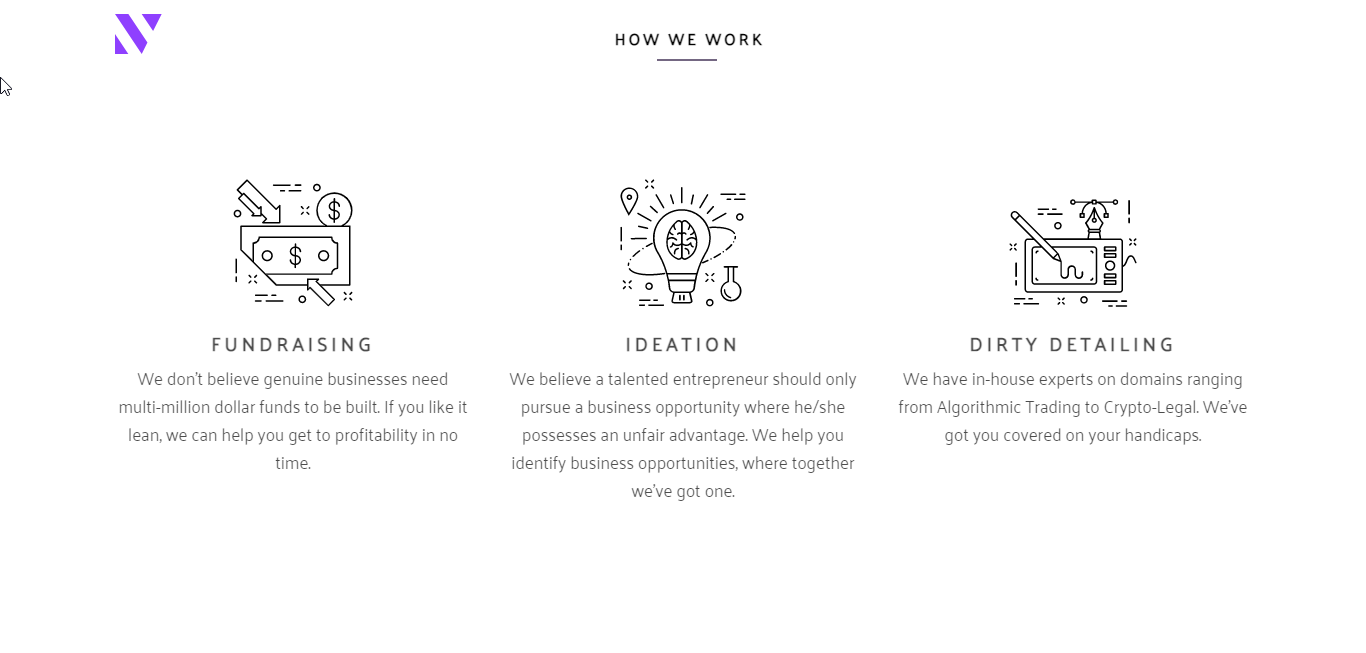 HOW WE WORK
FUNDRAISING
We don't believe genuine businesses need
multi-million dollar funds to be built. If you like it
lean, we can help you get to profitability in no
time.
IDEATION
We believe a talented entrepreneur should only
pursue a business opportunity where he/she
possesses an unfair advantage. We help you
identify business opportunities, where together
we've got one.
DIRTY DETAILING
We have in-house experts on domains ranging
from Algorithmic Trading to Crypto-Legal. We've
got you covered on your handicaps.